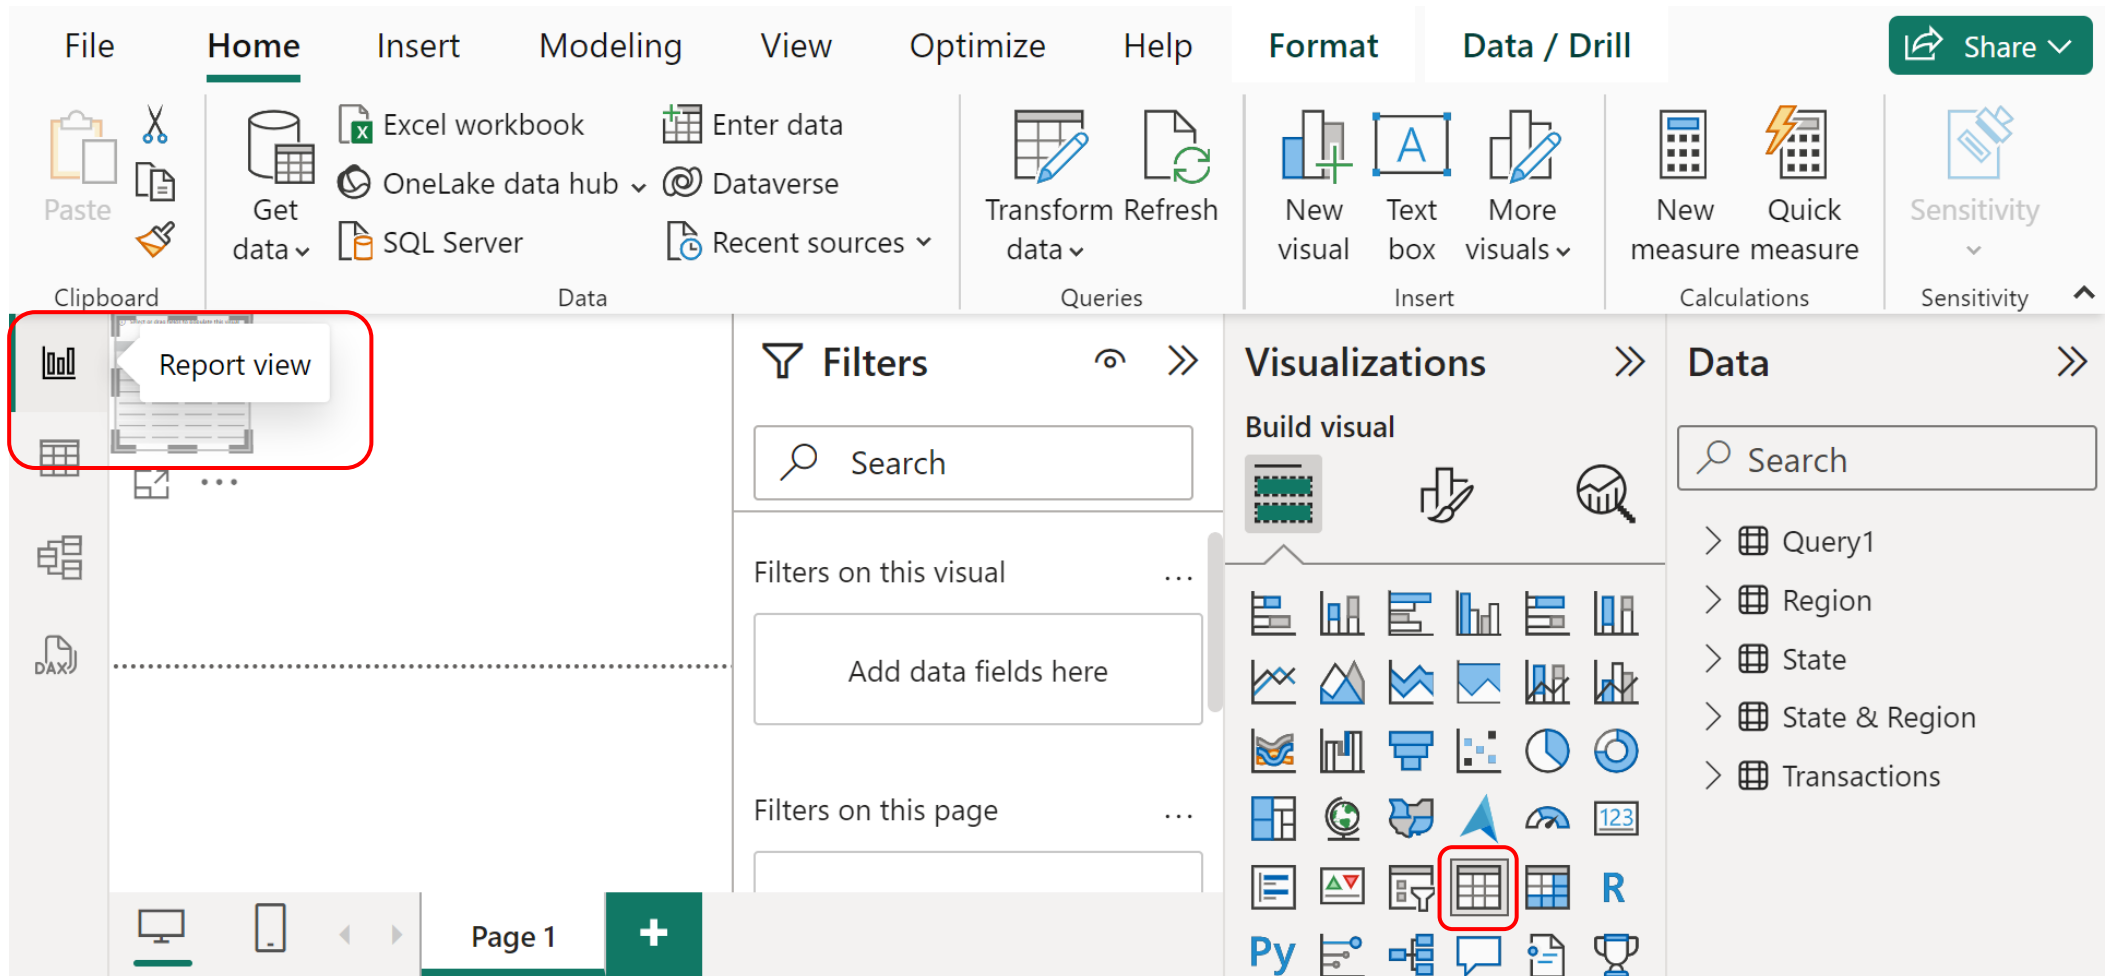 File Home Insert Modeling View Optimize Help Format Data / Drill Share
Excel workbook Enter data
OneLake data hub Dataverse
Paste Get data SQL Server Recent sources
Transform data Refresh
New visual Text box More visuals
New measure Quick measure
Sensitivity
Clipboard Data Queries Insert Calculations Sensitivity
Report view
Filters
Search
Filters on this visual
...
Add data fields here
Filters on this page
...
Visualizations
Build visual
123
R
Py
Data
Search
Query1
Region
State
State & Region
Transactions
DAX
Page 1
+